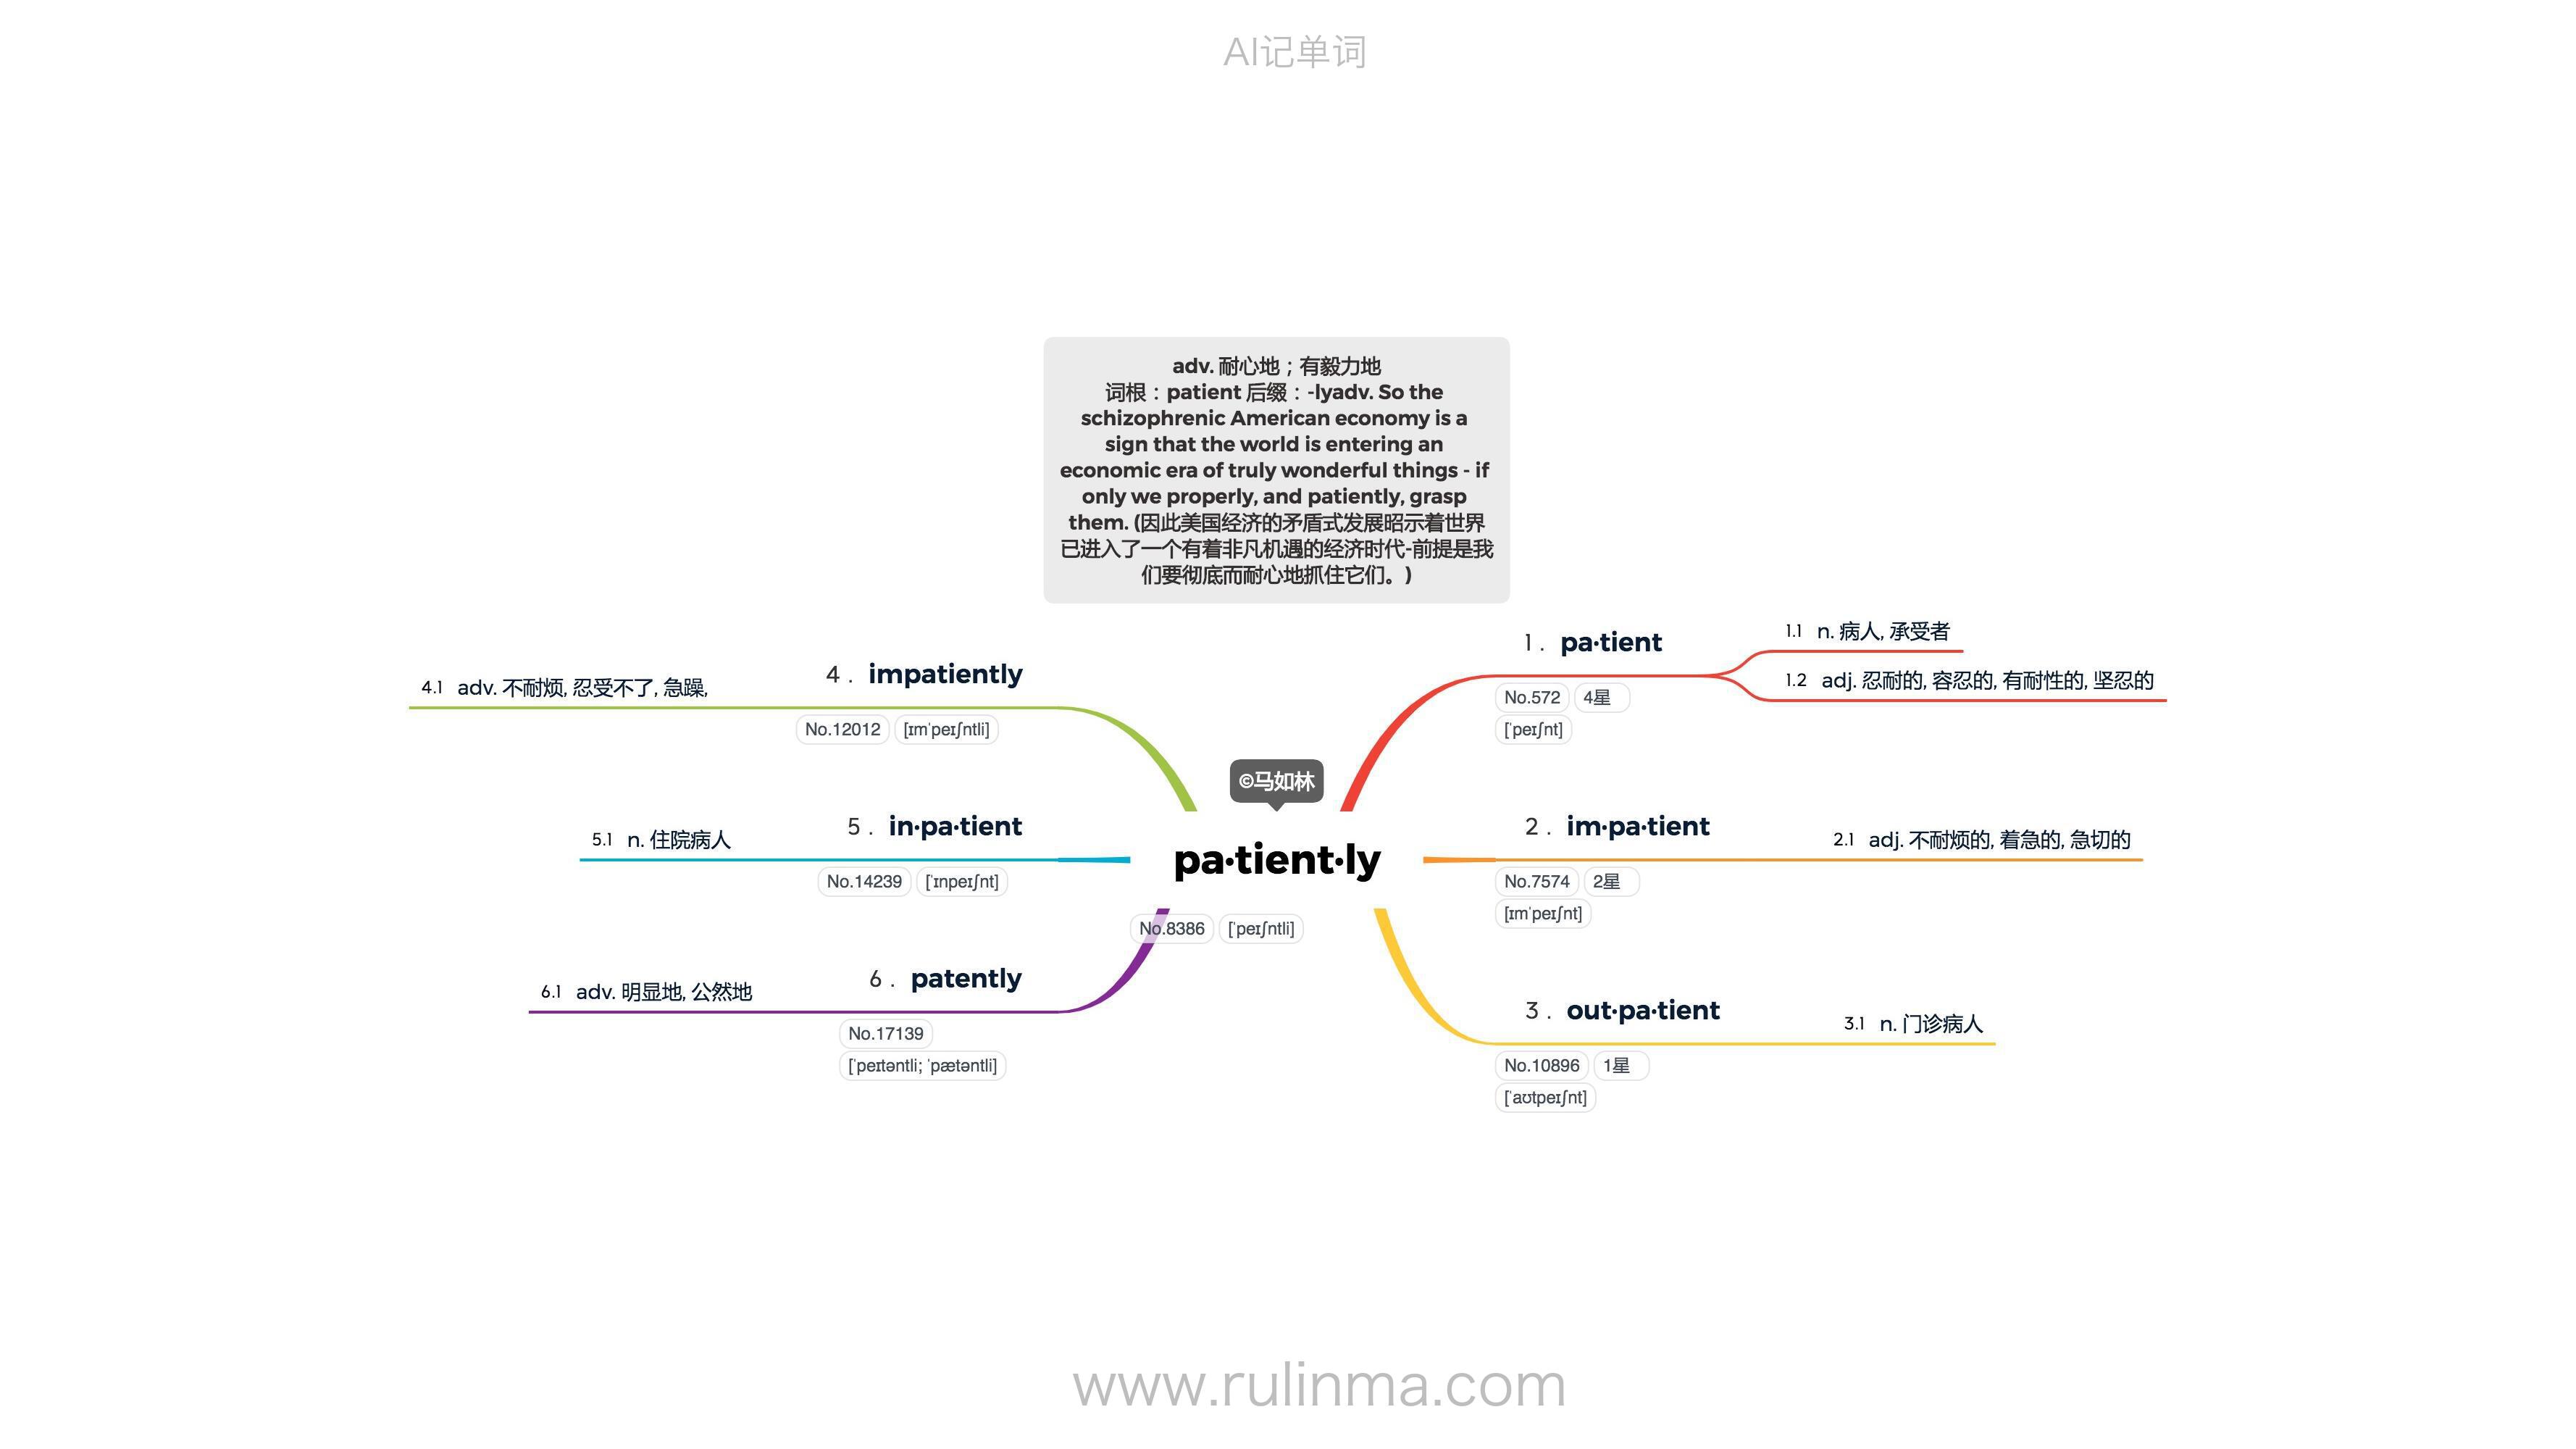 AI记单词
adv. 耐心地；有毅力地
词根：patient 后缀：-lyadv. So the
schizophrenic American economy is a
sign that the world is entering an
economic era of truly wonderful things - if
only we properly, and patiently, grasp
them. (因此美国经济的矛盾式发展昭示着世界
已进入了一个有着非凡机遇的经济时代-前提是我
们要彻底而耐心地抓住它们。)
©马如林
pa·tient·ly
No.8386 [ˈpeɪʃntli]
1. pa·tient
No.572 4星
[ˈpeɪʃnt]
1.1 n. 病人, 承受者
1.2 adj. 忍耐的, 容忍的, 有耐性的, 坚忍的
2. im·pa·tient
No.7574 2星
[ɪmˈpeɪʃnt]
2.1 adj. 不耐烦的, 着急的, 急切的
3. out·pa·tient
No.10896 1星
[ˈaʊtpeɪʃnt]
3.1 n. 门诊病人
4. impatiently
No.12012 [ɪmˈpeɪʃntli]
4.1 adv. 不耐烦, 忍受不了, 急躁,
5. in·pa·tient
No.14239 [ˈɪnpeɪʃnt]
5.1 n. 住院病人
6. patently
No.17139
[ˈpeɪtəntli; ˈpætəntli]
6.1 adv. 明显地, 公然地
www.rulinma.com